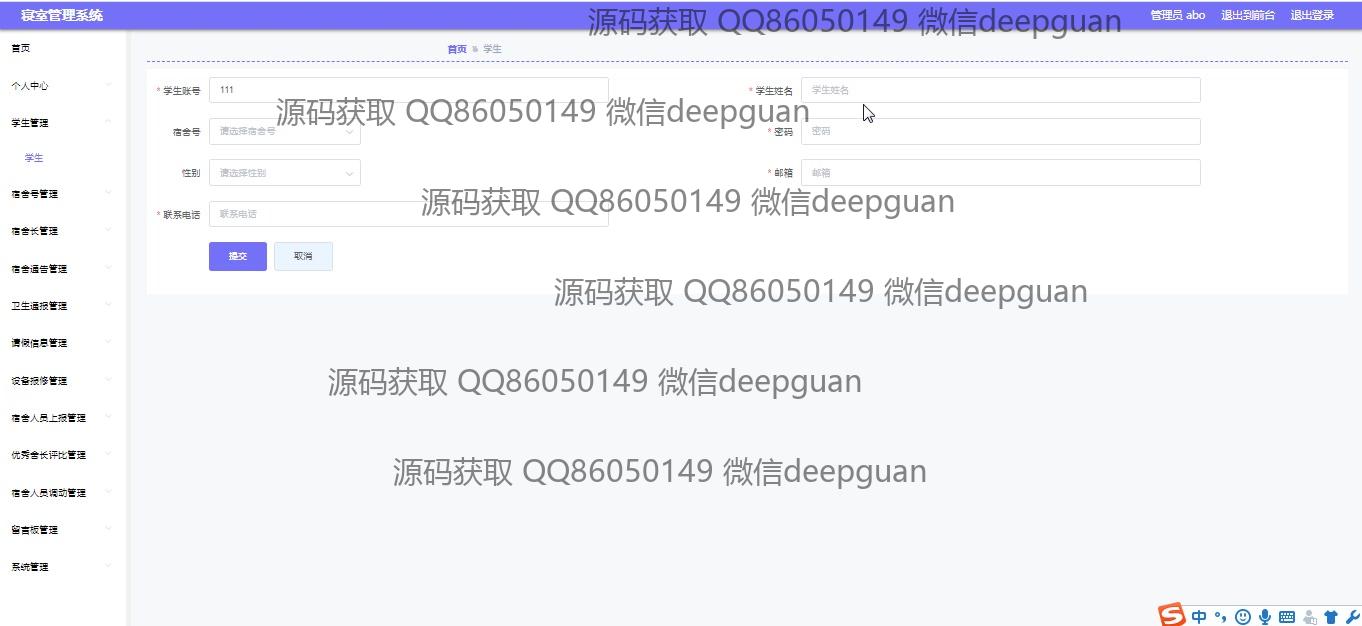 寝室管理系统
源码获取 QQ86050149 微信deepguan
管理员 abo 退出到前台 退出登录
首页
首页 学生
个人中心
* 学生账号 111
* 学生姓名 学生姓名
源码获取 QQ86050149 微信deepguan
学生管理
宿舍号 请选择宿舍号
* 密码 密码
学生
性别 请选择性别
* 邮箱 邮箱
宿舍号管理
源码获取 QQ86050149 微信deepguan
* 联系电话 联系电话
宿舍长管理
提交 取消
宿舍通告管理
源码获取 QQ86050149 微信deepguan
卫生通报管理
请假信息管理
设备报修管理
源码获取 QQ86050149 微信deepguan
宿舍人员上报管理
优秀舍长评比管理
源码获取 QQ86050149 微信deepguan
宿舍人员调动管理
留言板管理
系统管理
S 中